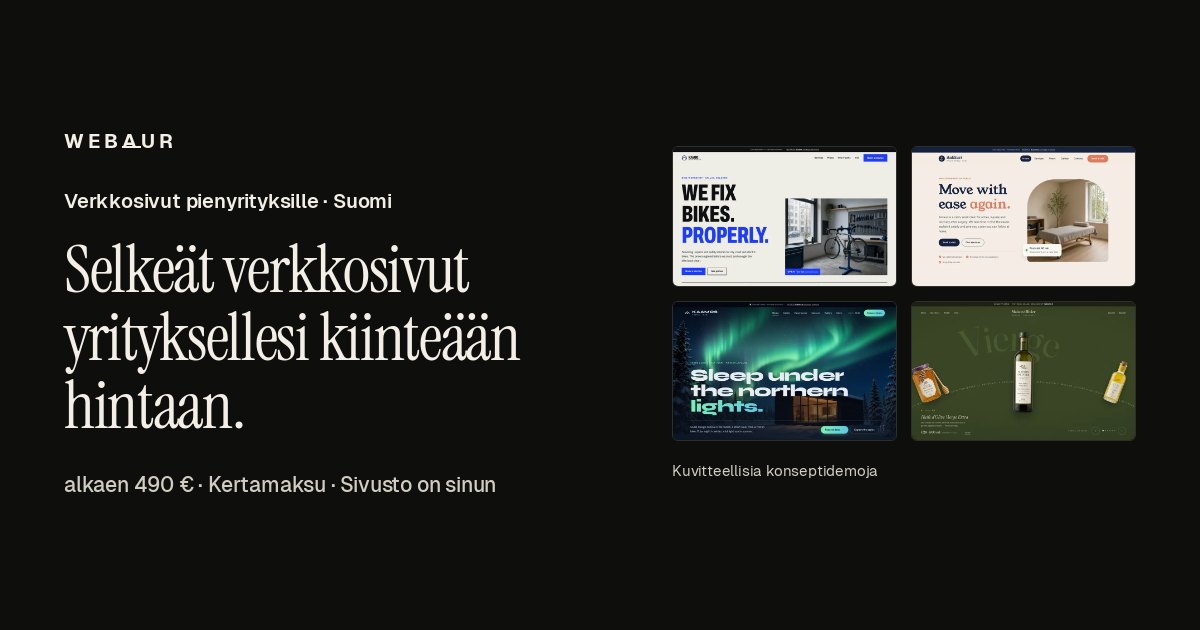 WEBAUR
Verkkosivut pienyrityksille · Suomi
Selkeät verkkosivut
yrityksellesi kiinteään
hintaan.
alkaen 490 € · Kertamaksu · Sivusto on sinun
WE FIX
BIKES.
PROPERLY.
Move with
ease again.
Sleep under
the northern
lights.
Vierge
Kuvitteellisia konseptidemoja